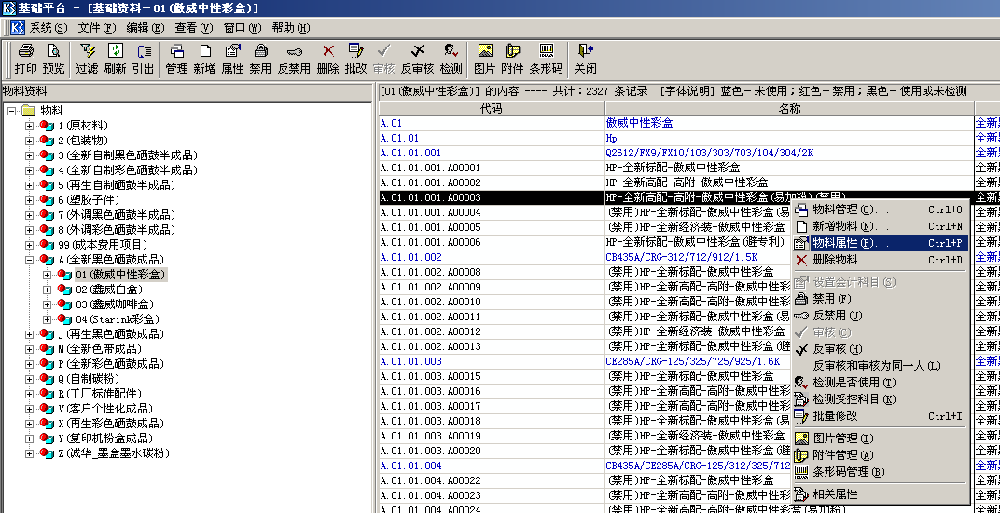 基础平台 - [基础资料-01(傲威中性彩盒)]
系统(S) 文件(F) 编辑(E) 查看(V) 窗口(W) 帮助(H)
打印 预览 过滤 刷新 引出 管理 新增 属性 禁用 反禁用 删除 批改 审核 反审核 检测 图片 附件 条形码 关闭
物料资料
[01(傲威中性彩盒)] 的内容 ---- 共计：2327 条记录 [字体说明] 蓝色-未使用；红色-禁用；黑色-使用或未检测
物料
1(原材料)
2(包装物)
3(全新自制黑色硒鼓半成品)
4(全新自制彩色硒鼓半成品)
5(再生自制硒鼓半成品)
6(塑胶子件)
7(外调黑色硒鼓半成品)
8(外调彩色硒鼓半成品)
99(成本费用项目)
A(全新黑色硒鼓成品)
01(傲威中性彩盒)
02(鑫威白盒)
03(鑫威咖啡盒)
04(Starink彩盒)
J(再生黑色硒鼓成品)
M(全新色带成品)
P(全新彩色硒鼓成品)
Q(自制碳粉)
R(工厂标准配件)
V(客户个性化成品)
X(再生彩色硒鼓成品)
Y(复印机粉盒成品)
Z(诚华_墨盒墨水碳粉)
代码 名称
A.01 傲威中性彩盒 全新
A.01.01 Hp 全新
A.01.01.001 Q2612/FX9/FX10/103/303/703/104/304/2K 全新
A.01.01.001.A00001 HP-全新标配-傲威中性彩盒 全新
A.01.01.001.A00002 HP-全新高配-高附-傲威中性彩盒 全新
A.01.01.001.A00003 HP-全新高配-高附-傲威中性彩盒(易加粉)(禁用) 全新
A.01.01.001.A00004 (禁用)HP-全新标配-傲威中性彩盒(易
A.01.01.001.A00005 (禁用)HP-全新经济装-傲威中性彩盒
A.01.01.001.A00006 (禁用)HP-全新标配-傲威中性彩盒(避专利)
A.01.01.002 CB435A/CRG-312/712/912/1.5K
A.01.01.002.A00008 (禁用)HP-全新标配-傲威中性彩盒
A.01.01.002.A00009 (禁用)HP-全新高配-高附-傲威中性彩
A.01.01.002.A00010 (禁用)HP-全新高配-高附-傲威中性彩
A.01.01.002.A00011 (禁用)HP-全新标配-傲威中性彩盒(易
A.01.01.002.A00012 (禁用)HP-全新经济装-傲威中性彩盒
A.01.01.002.A00013 (禁用)HP-全新标配-傲威中性彩盒(避
A.01.01.003 CE285A/CRG-125/325/725/925/1.6K
A.01.01.003.A00015 (禁用)HP-全新标配-傲威中性彩盒
A.01.01.003.A00016 (禁用)HP-全新高配-高附-傲威中性彩
A.01.01.003.A00017 (禁用)HP-全新高配-高附-傲威中性彩
A.01.01.003.A00018 (禁用)HP-全新标配-傲威中性彩盒(易
A.01.01.003.A00019 (禁用)HP-全新经济装-傲威中性彩盒
A.01.01.003.A00020 (禁用)HP-全新标配-傲威中性彩盒(避
A.01.01.004 CB435A/CE285A/CRG-125/312/325/712
A.01.01.004.A00022 (禁用)HP-全新标配-傲威中性彩盒
A.01.01.004.A00023 (禁用)HP-全新高配-高附-傲威中性彩
A.01.01.004.A00024 (禁用)HP-全新高配-高附-傲威中性彩盒(易加粉)
物料管理(O)... Ctrl+O
新增物料(N)... Ctrl+N
物料属性(P)... Ctrl+P
删除物料 Ctrl+D
设置会计科目(S)
禁用(F)
反禁用(U)
审核(C)
反审核(H)
反审核和审核为同一人(L)
检测是否使用(T)
检测受控科目(K)
批量修改 Ctrl+I
图片管理(I)
附件管理(A)
条形码管理(B)
相关属性